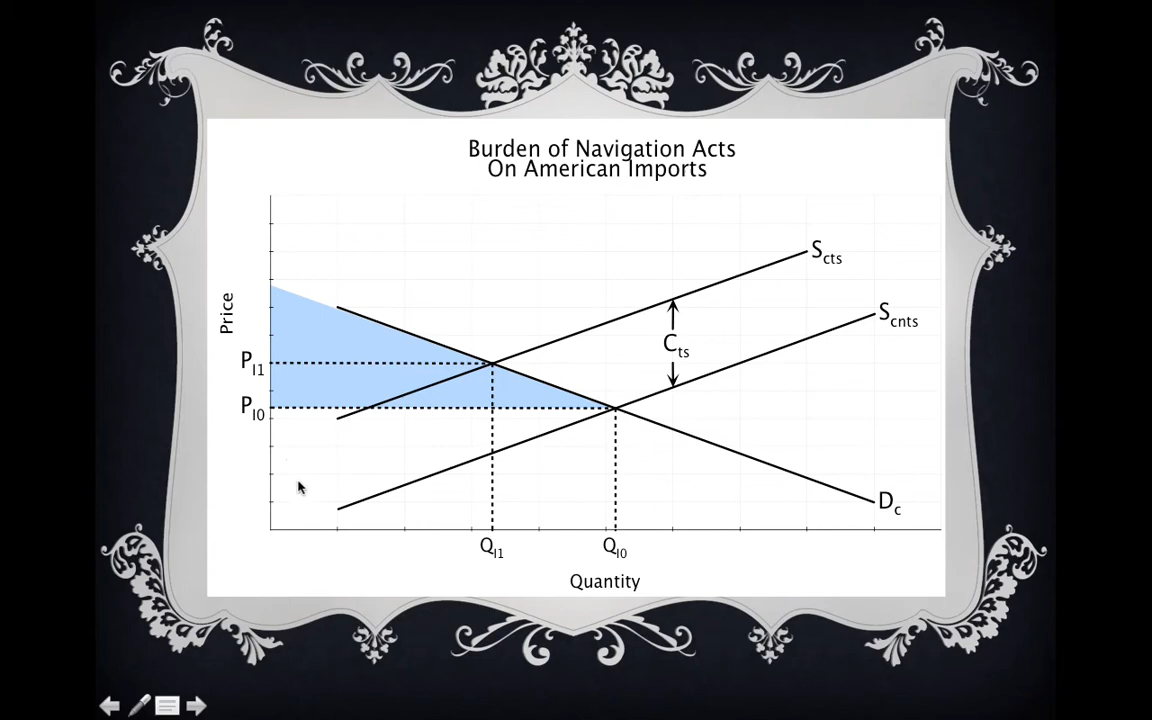 Burden of Navigation Acts
On American Imports
Price
S_cts
S_cnts
C_ts
P_I1
P_I0
D_c
Q_I1
Q_I0
Quantity